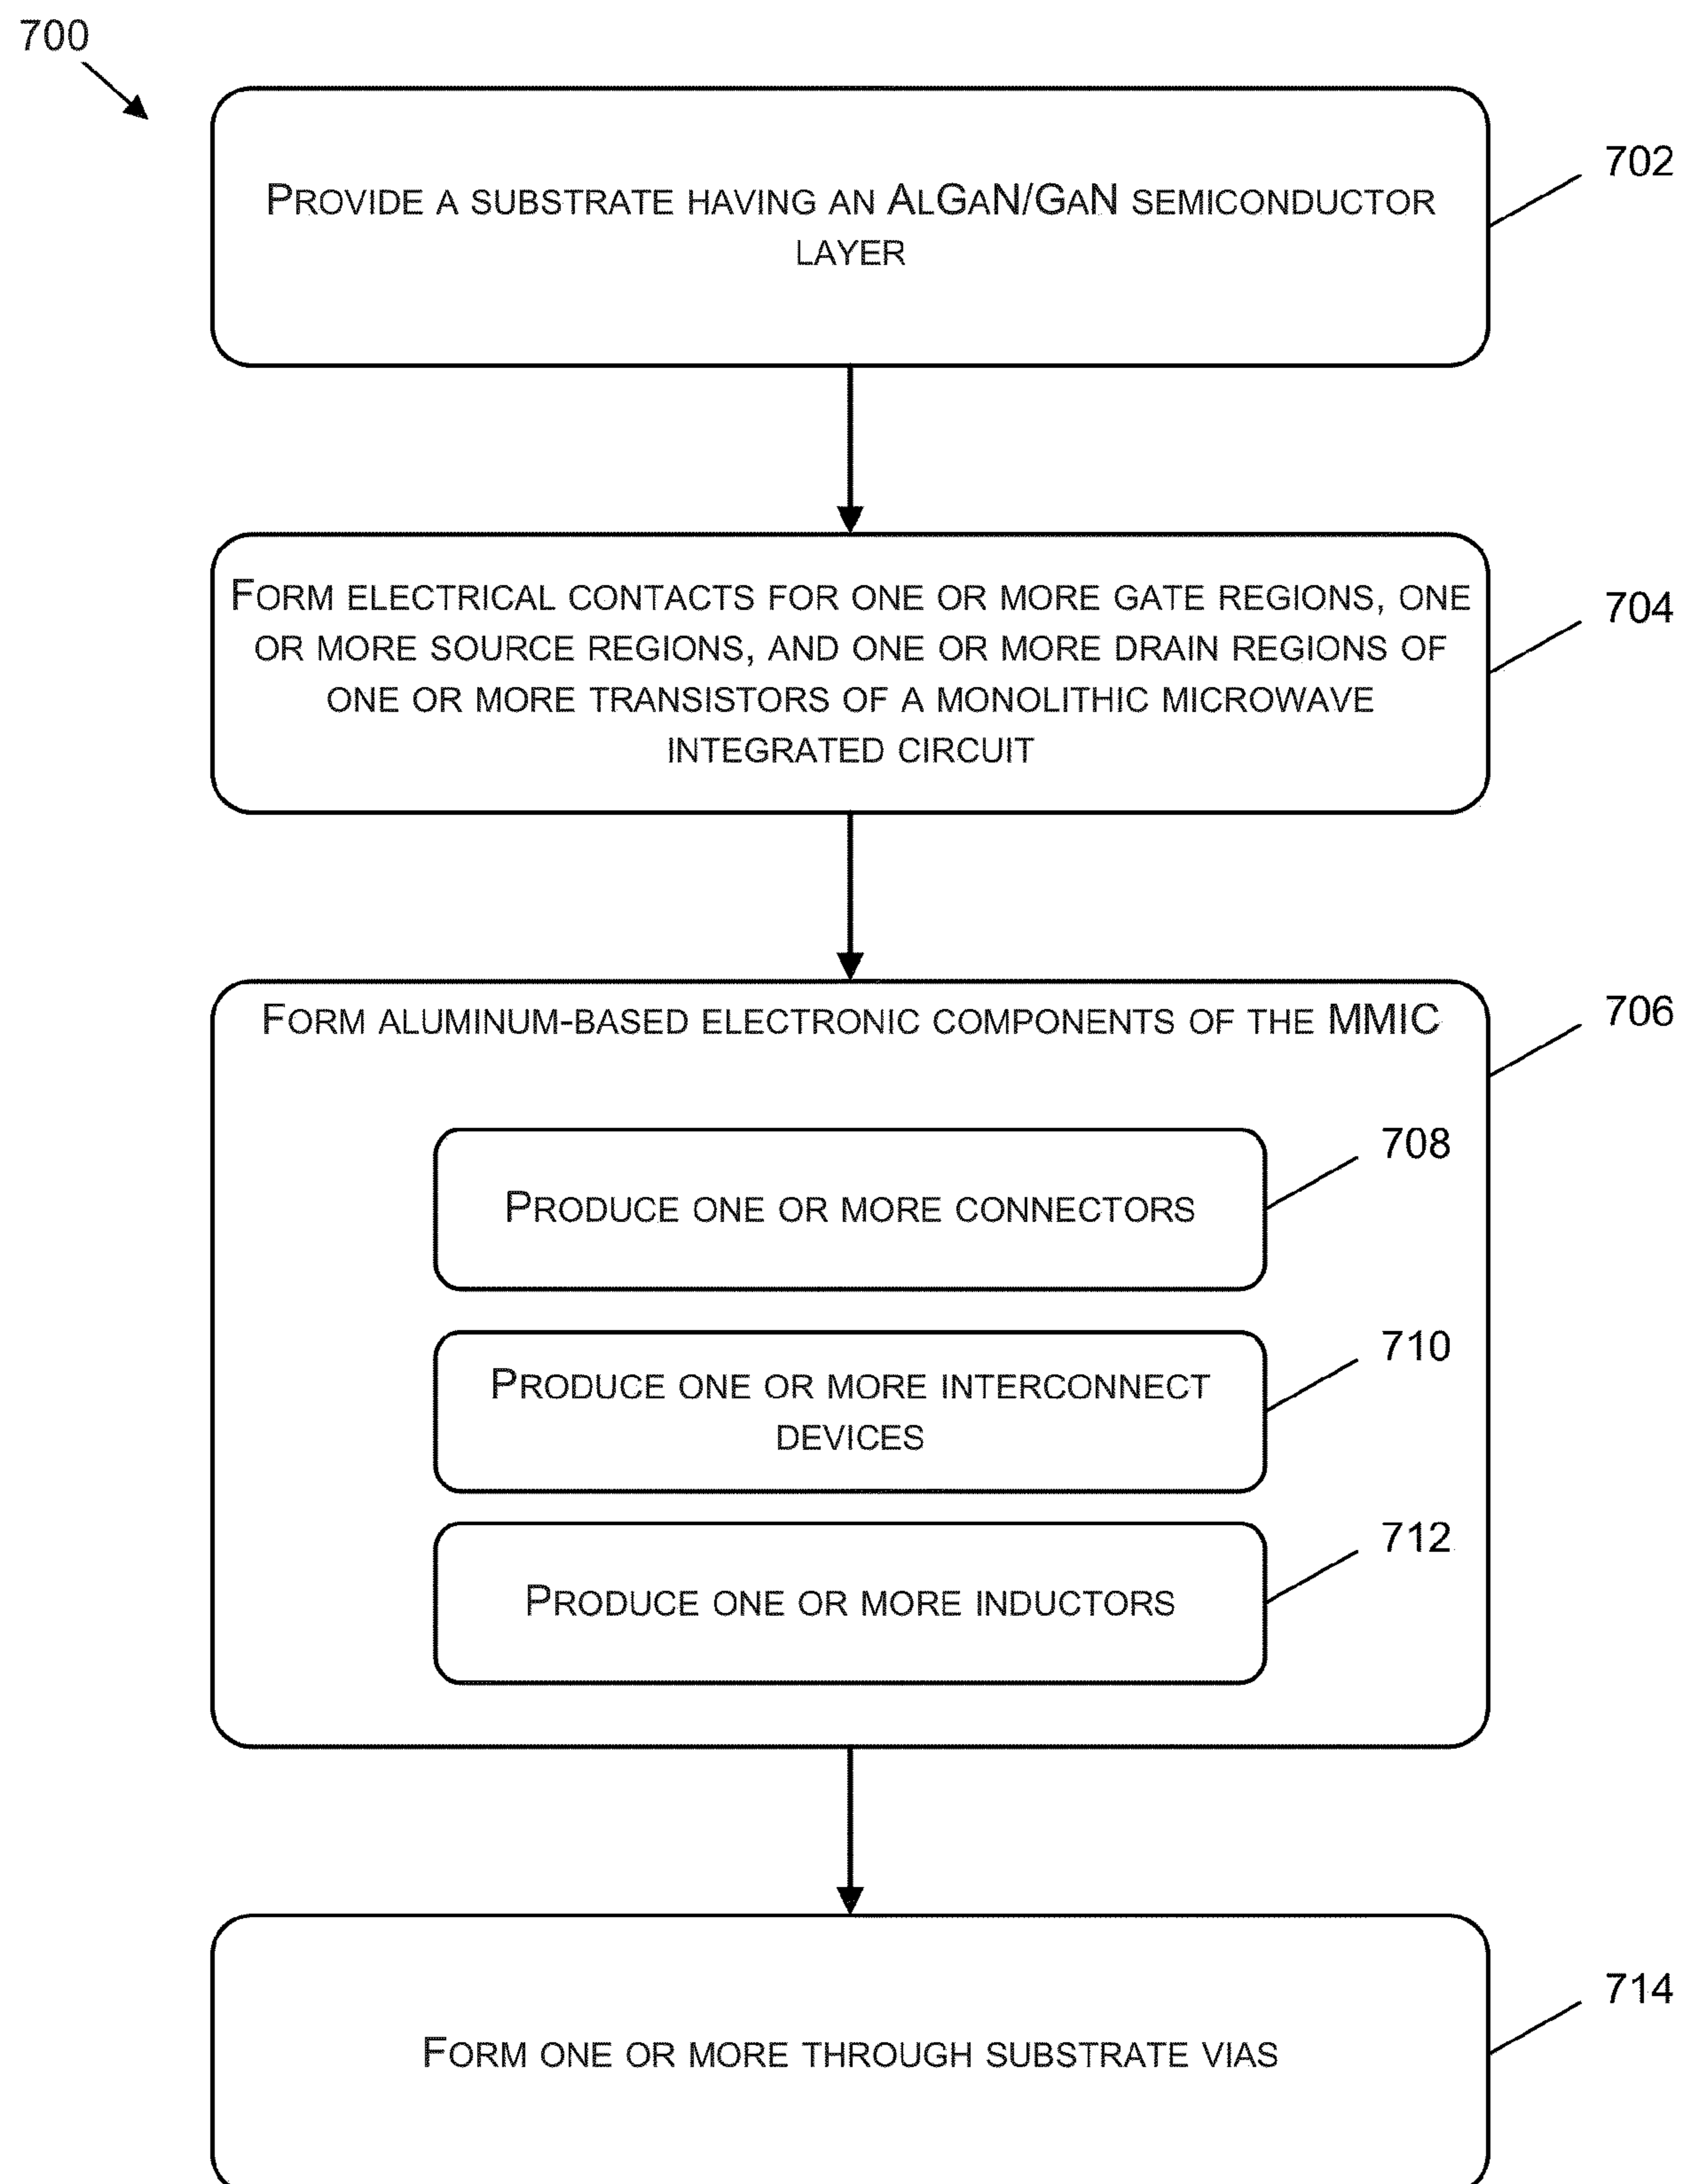 700
702
PROVIDE A SUBSTRATE HAVING AN ALGAN/GAN SEMICONDUCTOR
LAYER
704
FORM ELECTRICAL CONTACTS FOR ONE OR MORE GATE REGIONS, ONE
OR MORE SOURCE REGIONS, AND ONE OR MORE DRAIN REGIONS OF
ONE OR MORE TRANSISTORS OF A MONOLITHIC MICROWAVE
INTEGRATED CIRCUIT
706
FORM ALUMINUM-BASED ELECTRONIC COMPONENTS OF THE MMIC
708
PRODUCE ONE OR MORE CONNECTORS
710
PRODUCE ONE OR MORE INTERCONNECT
DEVICES
712
PRODUCE ONE OR MORE INDUCTORS
714
FORM ONE OR MORE THROUGH SUBSTRATE VIAS